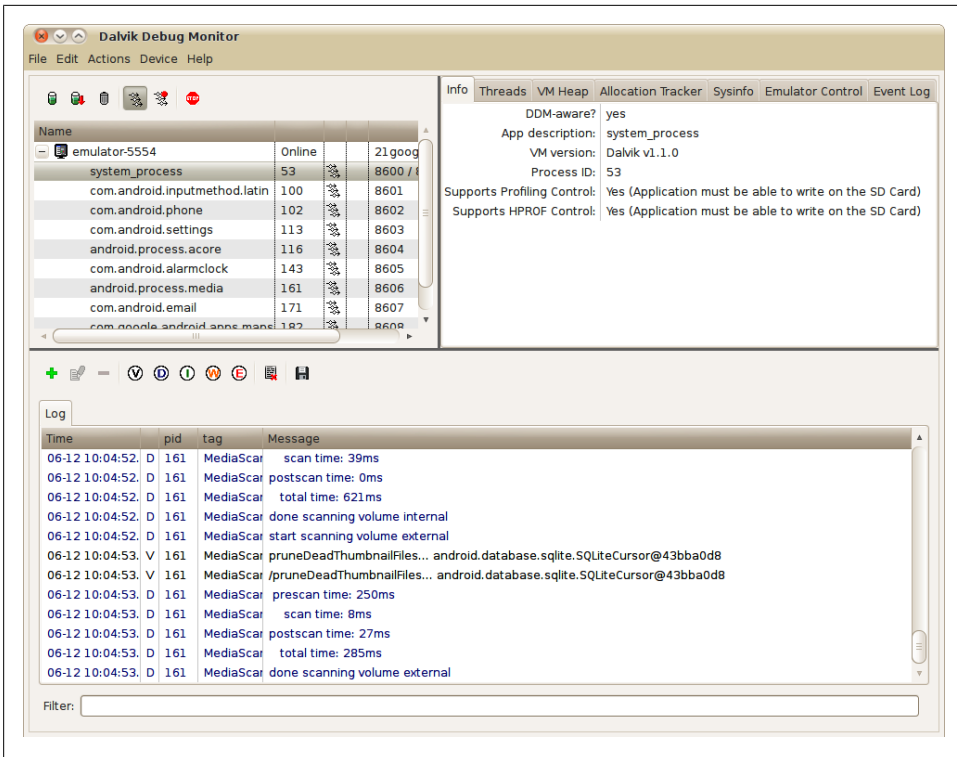 Dalvik Debug Monitor
File Edit Actions Device Help
STOP
Name
emulator-5554 Online 21goog
system_process 53 8600 / 8
com.android.inputmethod.latin 100 8601
com.android.phone 102 8602
com.android.settings 113 8603
android.process.acore 116 8604
com.android.alarmclock 143 8605
android.process.media 161 8606
com.android.email 171 8607
com.google.android.apps.maps 182 8608
Info Threads VM Heap Allocation Tracker Sysinfo Emulator Control Event Log
DDM-aware? yes
App description: system_process
VM version: Dalvik v1.1.0
Process ID: 53
Supports Profiling Control: Yes (Application must be able to write on the SD Card)
Supports HPROF Control: Yes (Application must be able to write on the SD Card)
V D I W E
Log
Time pid tag Message
06-12 10:04:52. D 161 MediaScar scan time: 39ms
06-12 10:04:52. D 161 MediaScar postscan time: 0ms
06-12 10:04:52. D 161 MediaScar total time: 621ms
06-12 10:04:52. D 161 MediaScar done scanning volume internal
06-12 10:04:52. D 161 MediaScar start scanning volume external
06-12 10:04:53. V 161 MediaScar pruneDeadThumbnailFiles... android.database.sqlite.SQLiteCursor@43bba0d8
06-12 10:04:53. V 161 MediaScar /pruneDeadThumbnailFiles... android.database.sqlite.SQLiteCursor@43bba0d8
06-12 10:04:53. D 161 MediaScar prescan time: 250ms
06-12 10:04:53. D 161 MediaScar scan time: 8ms
06-12 10:04:53. D 161 MediaScar postscan time: 27ms
06-12 10:04:53. D 161 MediaScar total time: 285ms
06-12 10:04:53. D 161 MediaScar done scanning volume external
Filter: